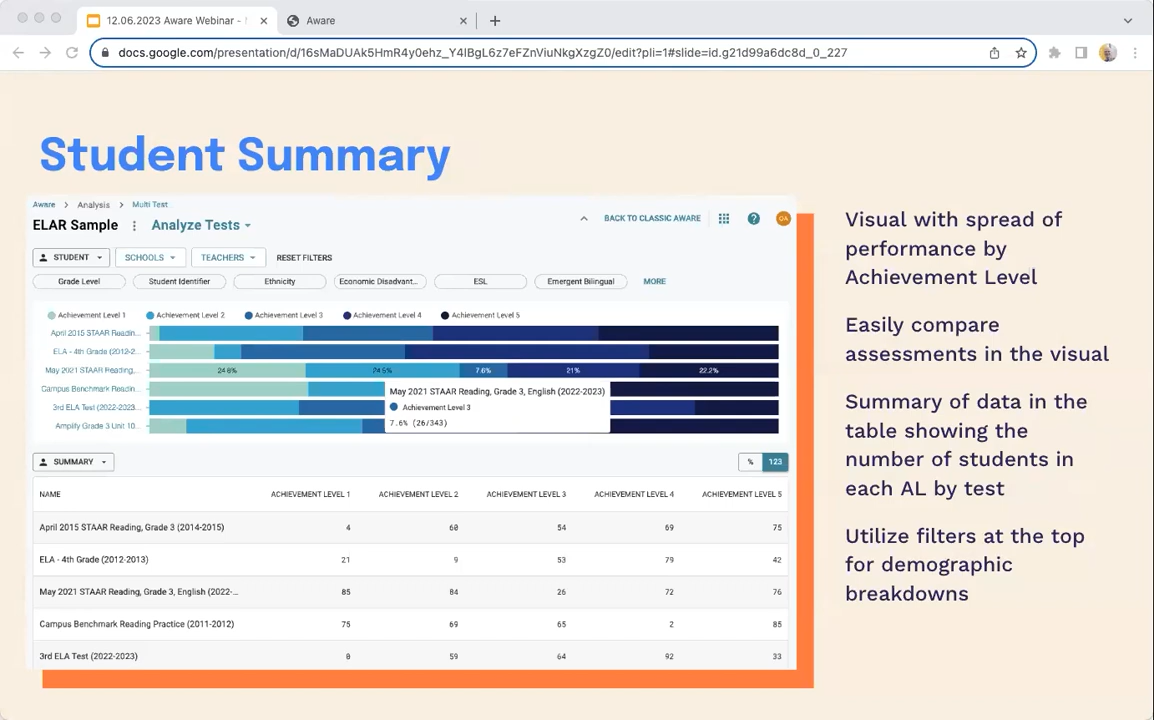 12.06.2023 Aware Webinar -
Aware
docs.google.com/presentation/d/16sMaDUAk5HmR4y0ehz_Y4IBgL6z7eFZnViuNkgXzgZ0/edit?pli=1#slide=id.g21d99a6dc8d_0_227
Student Summary
Aware > Analysis > Multi Test
ELAR Sample
Analyze Tests
BACK TO CLASSIC AWARE
GA
STUDENT
SCHOOLS
TEACHERS
RESET FILTERS
Grade Level
Student Identifier
Ethnicity
Economic Disadvant...
ESL
Emergent Bilingual
MORE
Achievement Level 1
Achievement Level 2
Achievement Level 3
Achievement Level 4
Achievement Level 5
April 2015 STAAR Readin...
ELA - 4th Grade (2012-2...
May 2021 STAAR Reading,...
24.8% 24.5% 7.6% 21% 22.2%
Campus Benchmark Readin...
3rd ELA Test (2022-2023...
Amplify Grade 3 Unit 10...
May 2021 STAAR Reading, Grade 3, English (2022-2023)
Achievement Level 3
7.6% (26/343)
SUMMARY
% 123
NAME ACHIEVEMENT LEVEL 1 ACHIEVEMENT LEVEL 2 ACHIEVEMENT LEVEL 3 ACHIEVEMENT LEVEL 4 ACHIEVEMENT LEVEL 5
April 2015 STAAR Reading, Grade 3 (2014-2015) 4 60 54 69 75
ELA - 4th Grade (2012-2013) 21 9 53 79 42
May 2021 STAAR Reading, Grade 3, English (2022-... 85 84 26 72 76
Campus Benchmark Reading Practice (2011-2012) 75 69 65 2 85
3rd ELA Test (2022-2023) 0 59 64 92 33
Visual with spread of
performance by
Achievement Level
Easily compare
assessments in the visual
Summary of data in the
table showing the
number of students in
each AL by test
Utilize filters at the top
for demographic
breakdowns